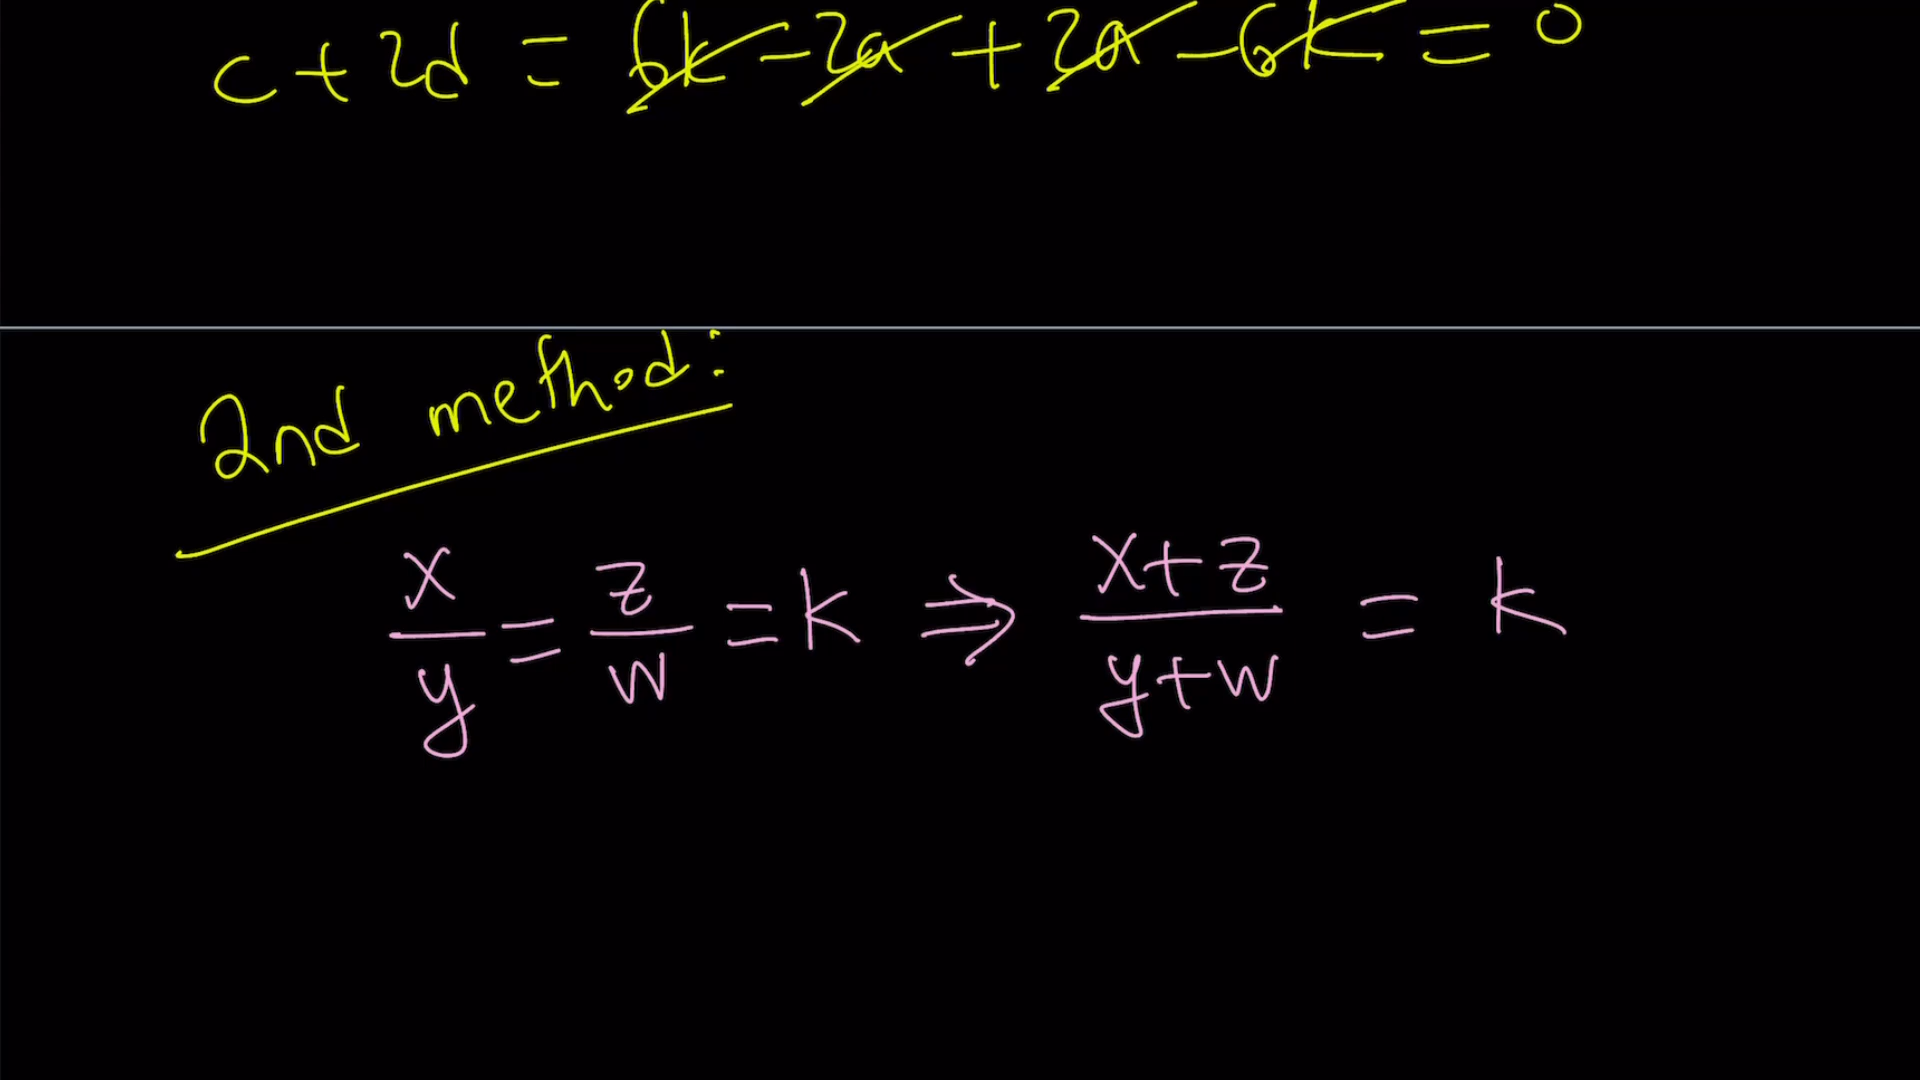 c + 2d = 6k - 2a + 2a - 6k = 0
2nd method:
x/y = z/w = k ⇒ x+z/y+w = k